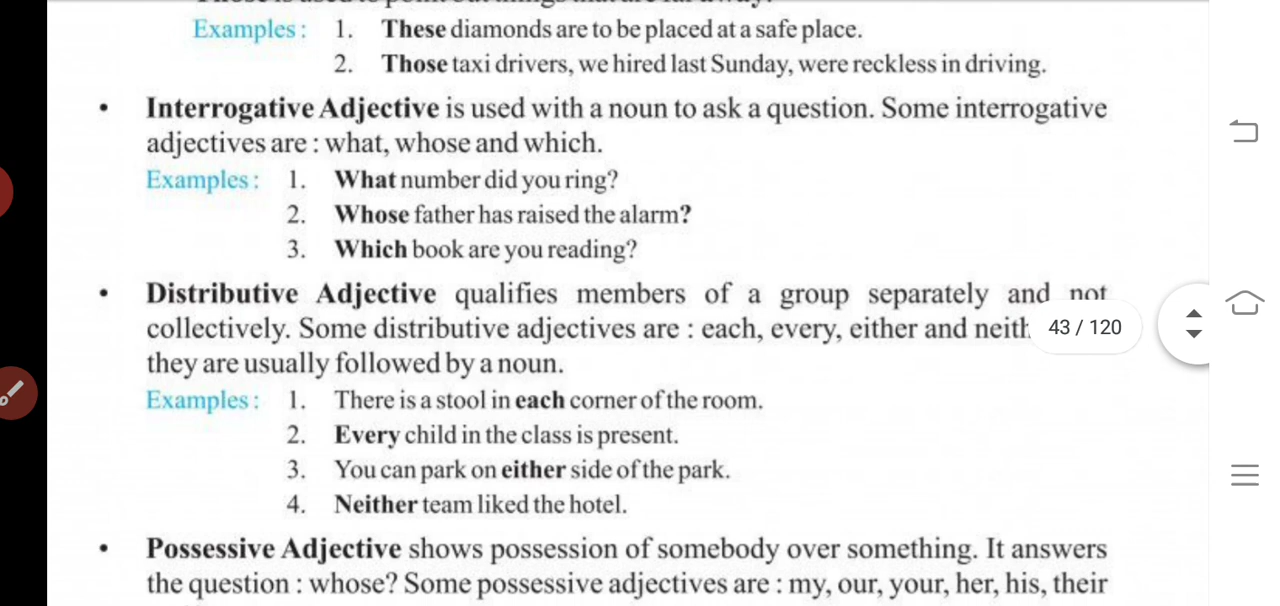 Examples : 1. These diamonds are to be placed at a safe place.
2. Those taxi drivers, we hired last Sunday, were reckless in driving.
• Interrogative Adjective is used with a noun to ask a question. Some interrogative
adjectives are : what, whose and which.
Examples : 1. What number did you ring?
2. Whose father has raised the alarm?
3. Which book are you reading?
• Distributive Adjective qualifies members of a group separately and not
collectively. Some distributive adjectives are : each, every, either and neith
43 / 120
they are usually followed by a noun.
Examples : 1. There is a stool in each corner of the room.
2. Every child in the class is present.
3. You can park on either side of the park.
4. Neither team liked the hotel.
• Possessive Adjective shows possession of somebody over something. It answers
the question : whose? Some possessive adjectives are : my, our, your, her, his, their